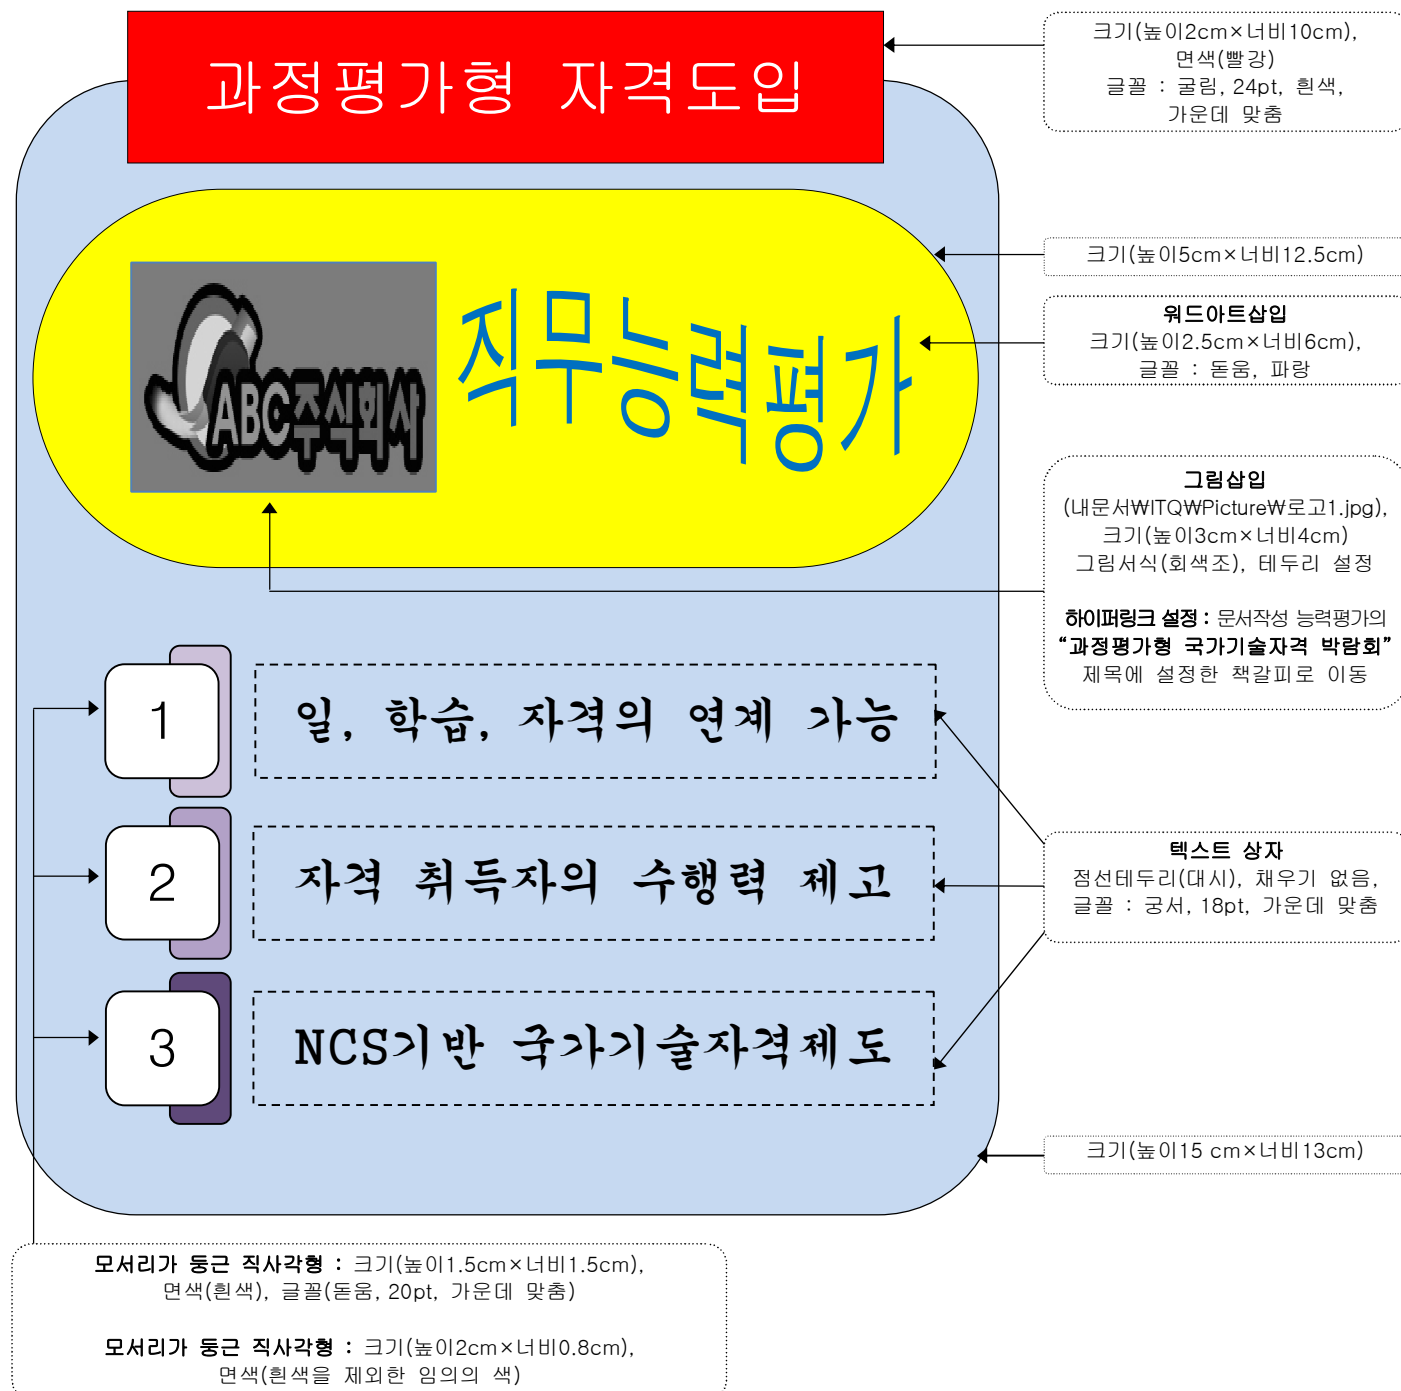 과정평가형 자격도입
크기(높이2cm×너비10cm),
면색(빨강)
글꼴 : 굴림, 24pt, 흰색,
가운데 맞춤
크기(높이5cm×너비12.5cm)
ABC주식회사
직무능력평가
워드아트삽입
크기(높이2.5cm×너비6cm),
글꼴 : 돋움, 파랑
그림삽입
(내문서₩ITQ₩Picture₩로고1.jpg),
크기(높이3cm×너비4cm)
그림서식(회색조), 테두리 설정
하이퍼링크 설정 : 문서작성 능력평가의
“과정평가형 국가기술자격 박람회”
제목에 설정한 책갈피로 이동
1
일, 학습, 자격의 연계 가능
2
자격 취득자의 수행력 제고
텍스트 상자
점선테두리(대시), 채우기 없음,
글꼴 : 궁서, 18pt, 가운데 맞춤
3
NCS기반 국가기술자격제도
크기(높이15 cm×너비13cm)
모서리가 둥근 직사각형 : 크기(높이1.5cm×너비1.5cm),
면색(흰색), 글꼴(돋움, 20pt, 가운데 맞춤)
모서리가 둥근 직사각형 : 크기(높이2cm×너비0.8cm),
면색(흰색을 제외한 임의의 색)